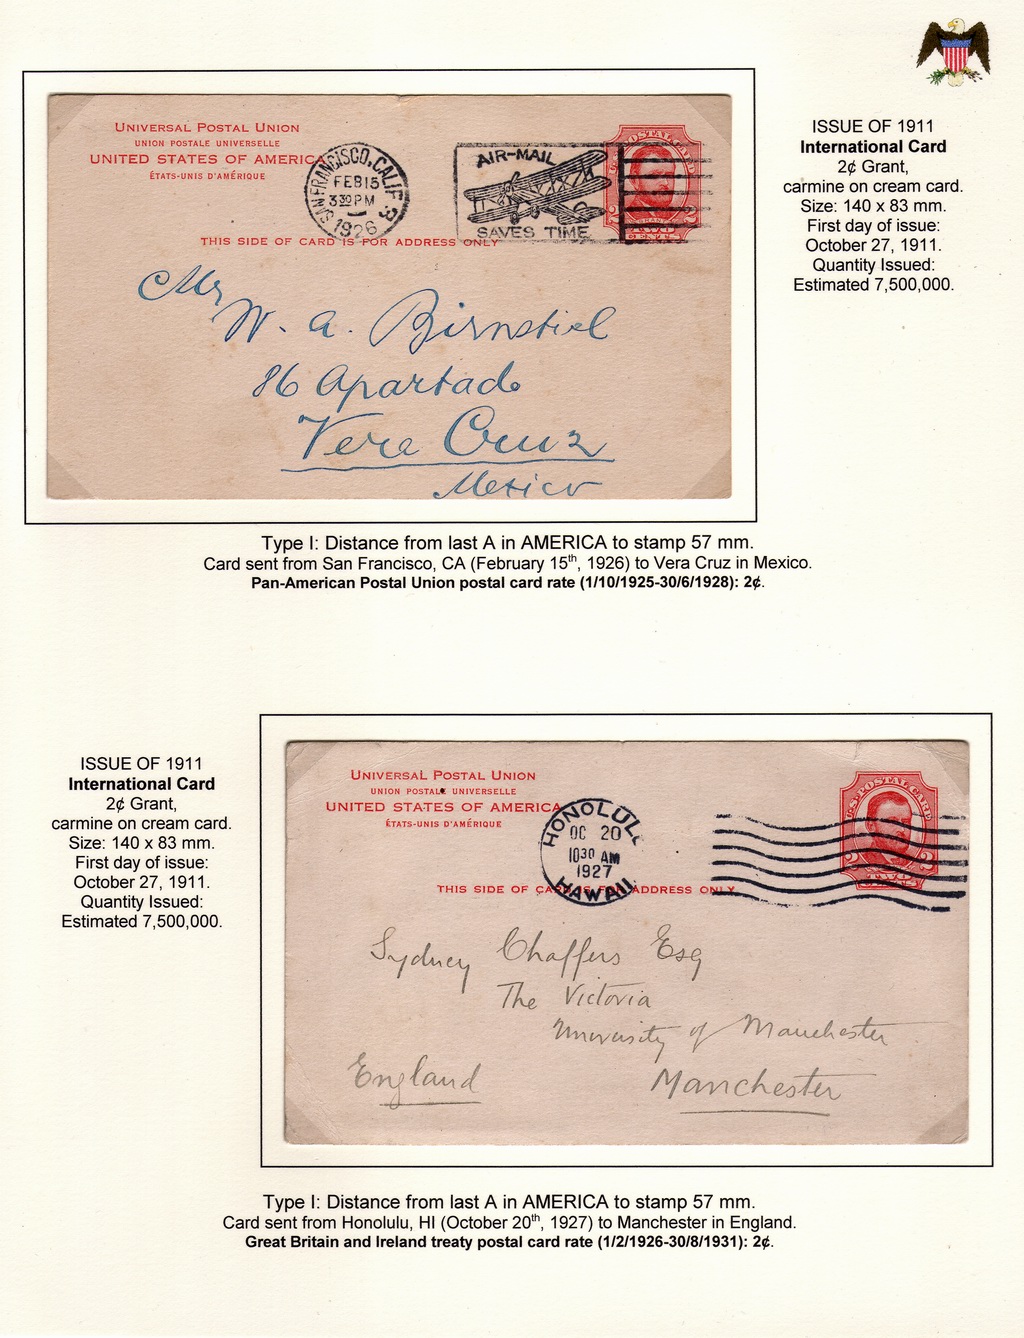 UNIVERSAL POSTAL UNION
UNION POSTALE UNIVERSELLE
UNITED STATES OF AMERICA
ÉTATS-UNIS D'AMÉRIQUE
SAN FRANCISCO, CALIF. 3
FEB 15
3 30 PM
1926
AIR-MAIL
SAVES TIME
U.S. POSTAL CARD
2 GRANT 2
TWO
CENTS
THIS SIDE OF CARD IS FOR ADDRESS ONLY
Mr
W. A. Birnstiel
86 Apartado
Vera Cruz
Mexico
ISSUE OF 1911
International Card
2¢ Grant,
carmine on cream card.
Size: 140 x 83 mm.
First day of issue:
October 27, 1911.
Quantity Issued:
Estimated 7,500,000.
Type I: Distance from last A in AMERICA to stamp 57 mm.
Card sent from San Francisco, CA (February 15th, 1926) to Vera Cruz in Mexico.
Pan-American Postal Union postal card rate (1/10/1925-30/6/1928): 2¢.
ISSUE OF 1911
International Card
2¢ Grant,
carmine on cream card.
Size: 140 x 83 mm.
First day of issue:
October 27, 1911.
Quantity Issued:
Estimated 7,500,000.
UNIVERSAL POSTAL UNION
UNION POSTALE UNIVERSELLE
UNITED STATES OF AMERICA
ÉTATS-UNIS D'AMÉRIQUE
HONOLULU
OC 20
10 30 AM
1927
HAWAII
U.S. POSTAL CARD
2 2
TWO
THIS SIDE OF CARD IS FOR ADDRESS ONLY
Sydney Chaffers Esq
The Victoria
University of Manchester
England Manchester
Type I: Distance from last A in AMERICA to stamp 57 mm.
Card sent from Honolulu, HI (October 20th, 1927) to Manchester in England.
Great Britain and Ireland treaty postal card rate (1/2/1926-30/8/1931): 2¢.